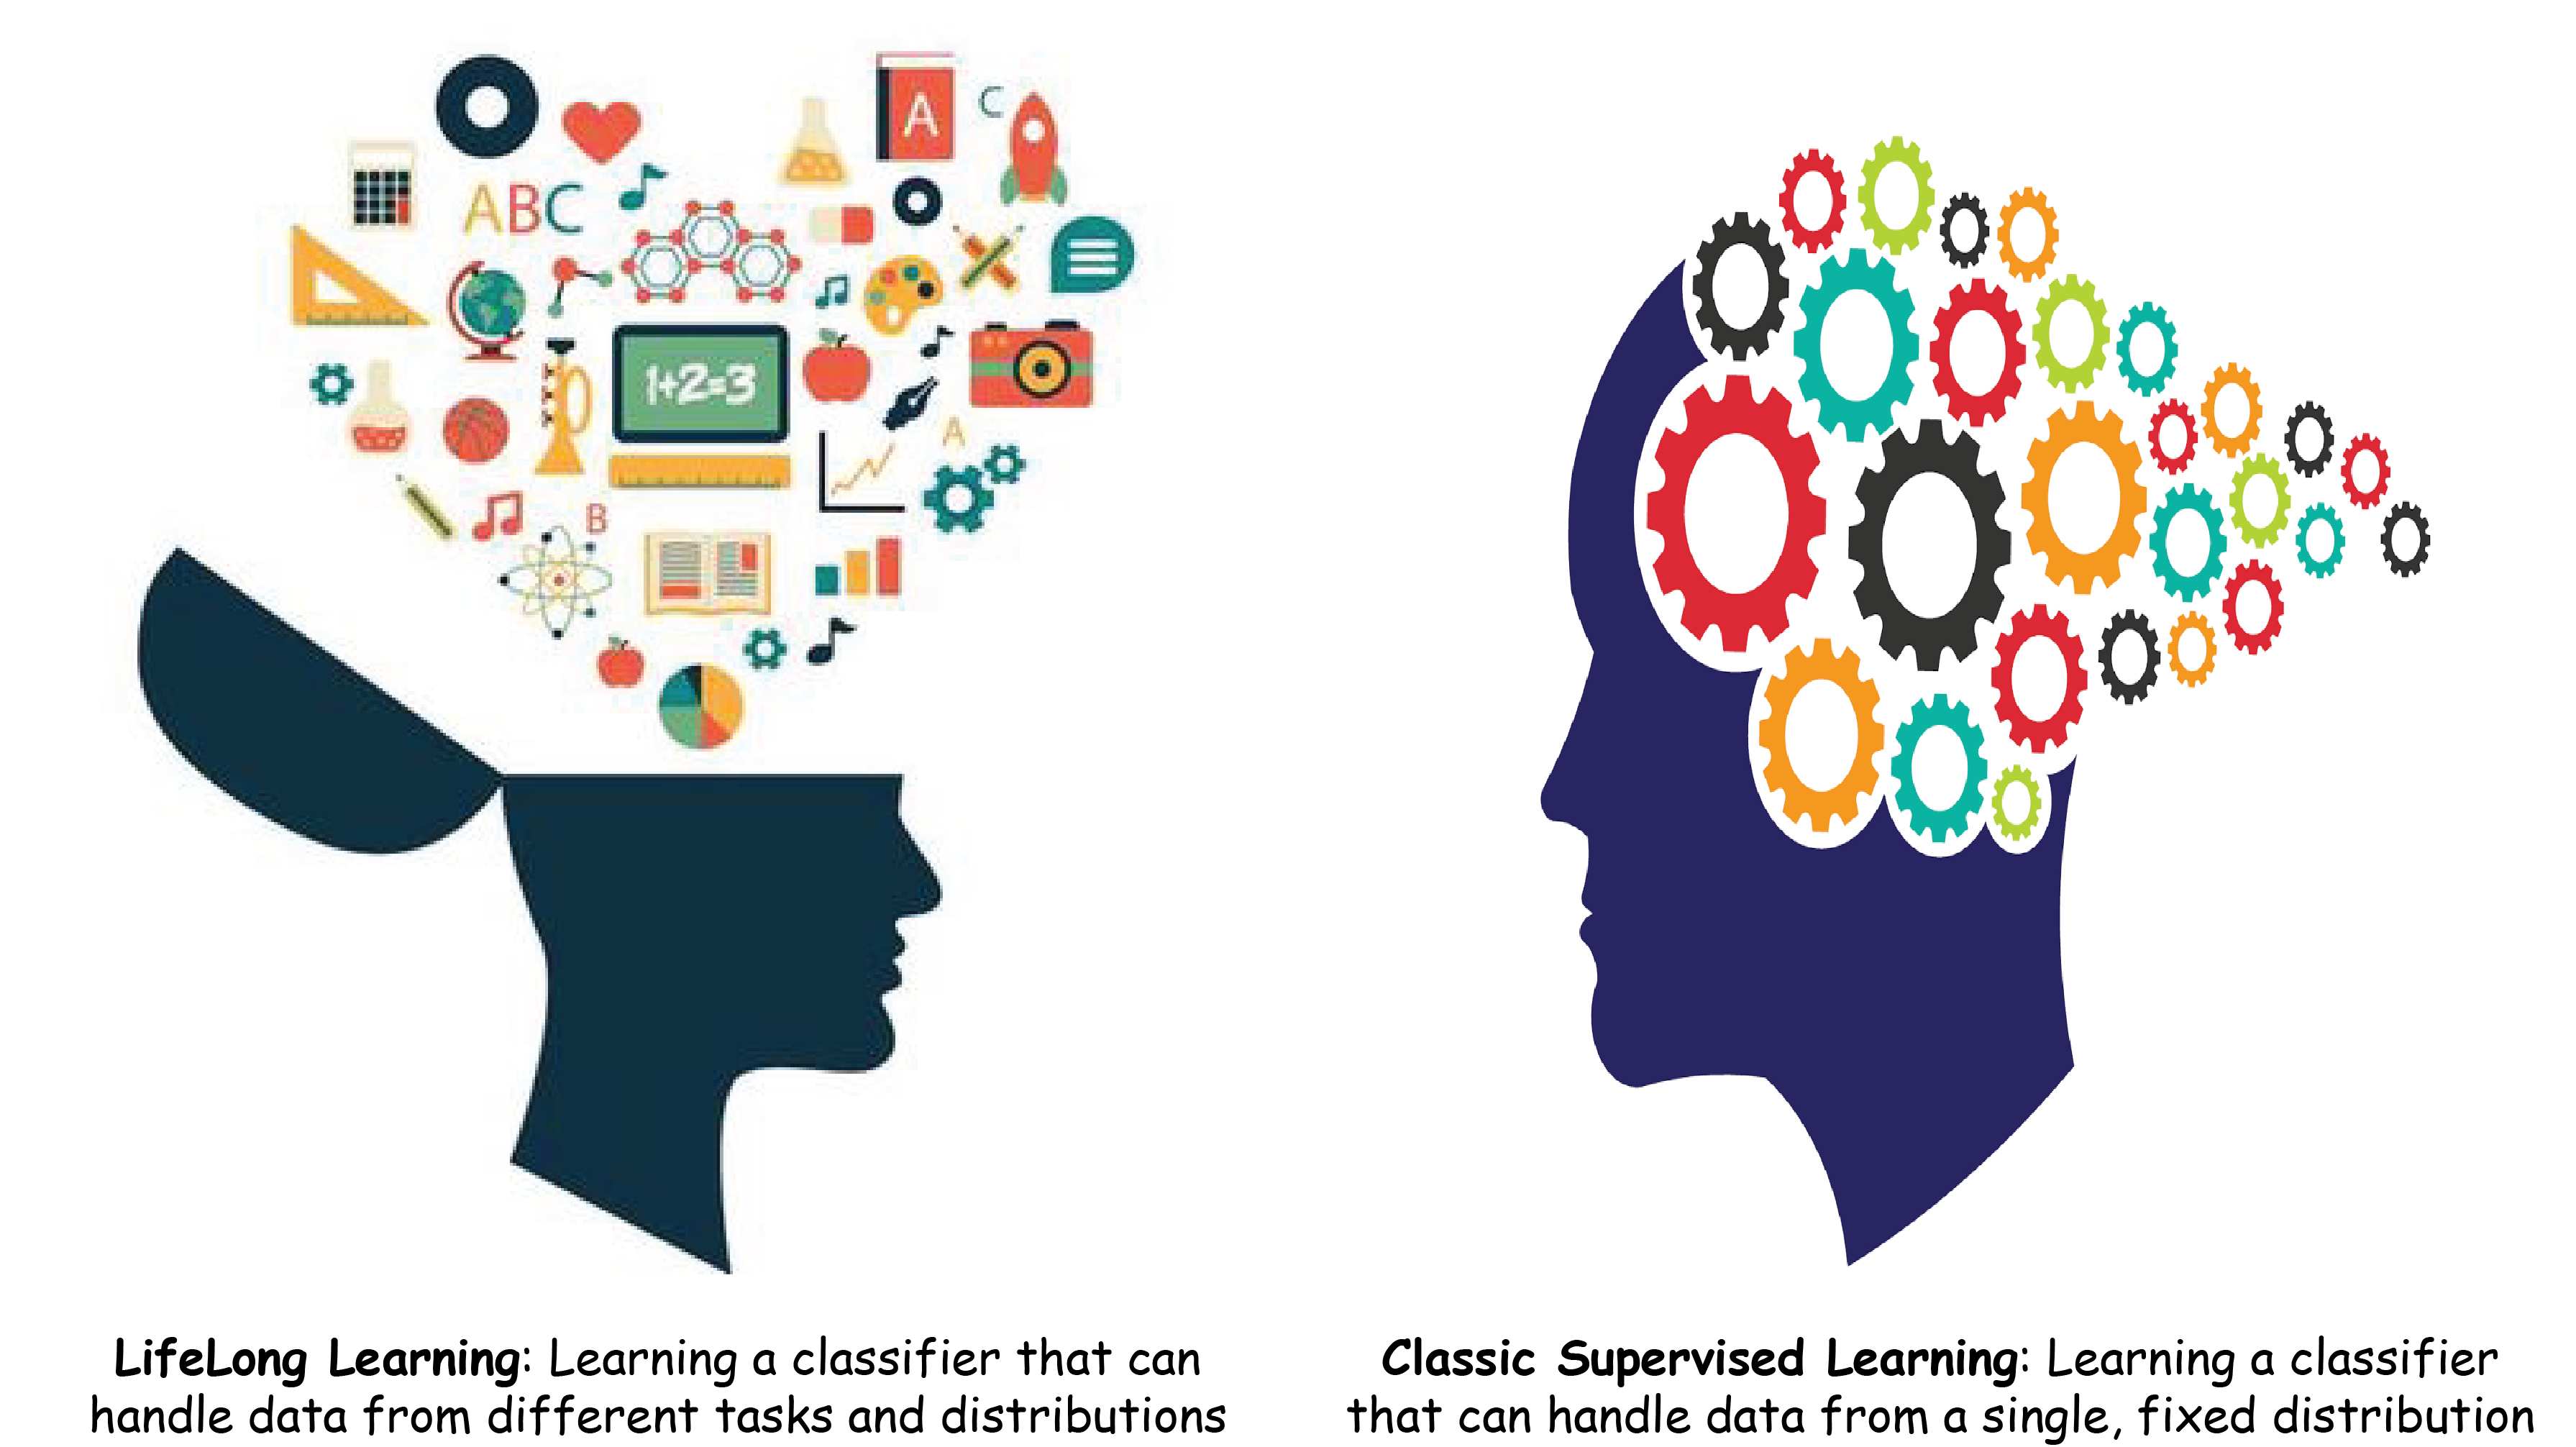 A
C
ABC
1+2=3
A
B
LifeLong Learning: Learning a classifier that can
handle data from different tasks and distributions
Classic Supervised Learning: Learning a classifier
that can handle data from a single, fixed distribution